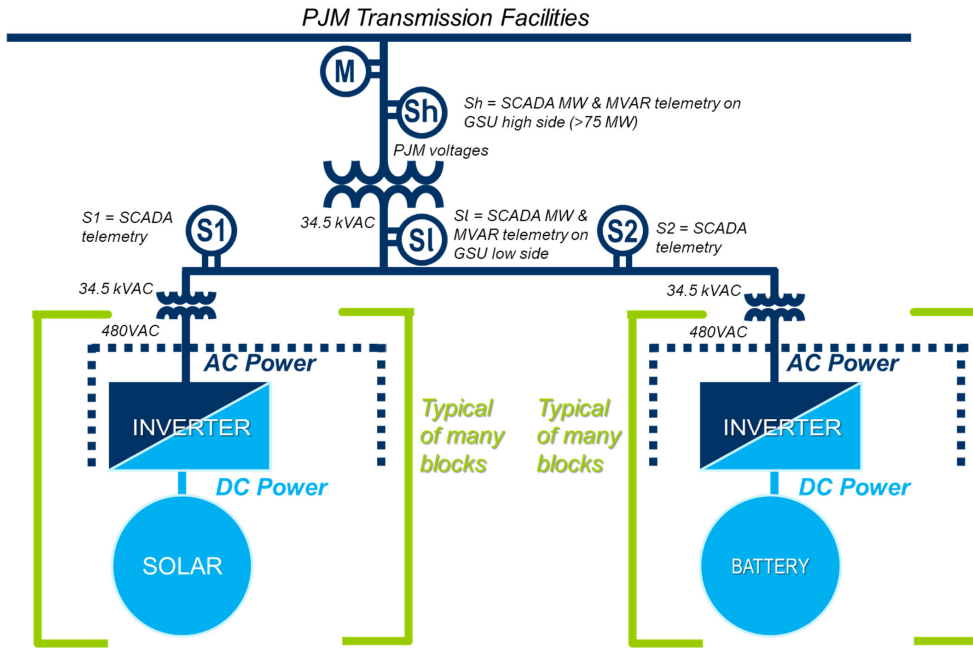 PJM Transmission Facilities
M
Sh
Sh = SCADA MW & MVAR telemetry on
GSU high side (>75 MW)
PJM voltages
34.5 kVAC
S1 = SCADA
telemetry
S1
Sl
Sl = SCADA MW &
MVAR telemetry on
GSU low side
S2
S2 = SCADA
telemetry
34.5 kVAC
480VAC
AC Power
INVERTER
DC Power
SOLAR
Typical
of many
blocks
Typical
of many
blocks
34.5 kVAC
480VAC
AC Power
INVERTER
DC Power
BATTERY